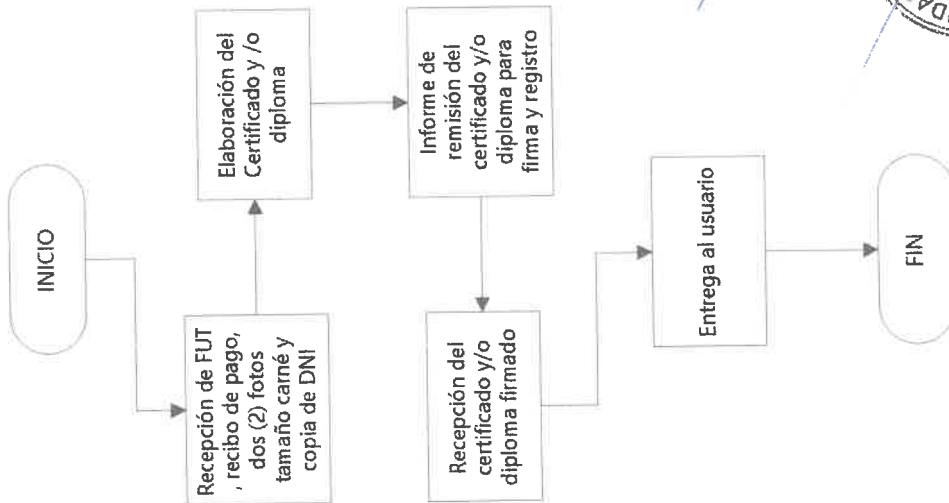 INICIO
Recepción de FUT
, recibo de pago,
dos (2) fotos
tamaño carné y
copia de DNI
Elaboración del
Certificado y /o
diploma
Informe de
remisión del
certificado y/o
diploma para
firma y registro
Recepción del
certificado y/o
diploma firmado
Entrega al usuario
FIN